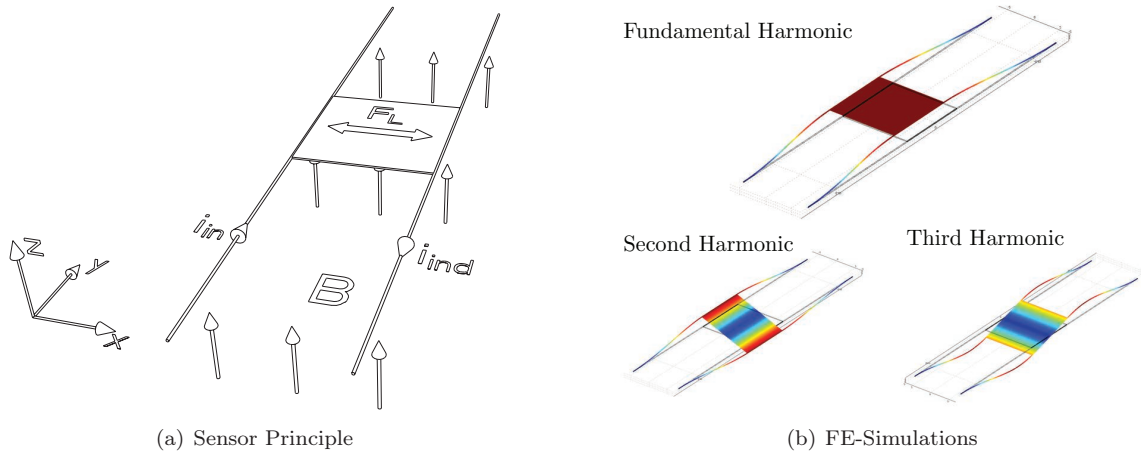 Fundamental Harmonic
F_L
i_in
Z
y
i_ind
B
x
Second Harmonic
Third Harmonic
(a) Sensor Principle
(b) FE-Simulations